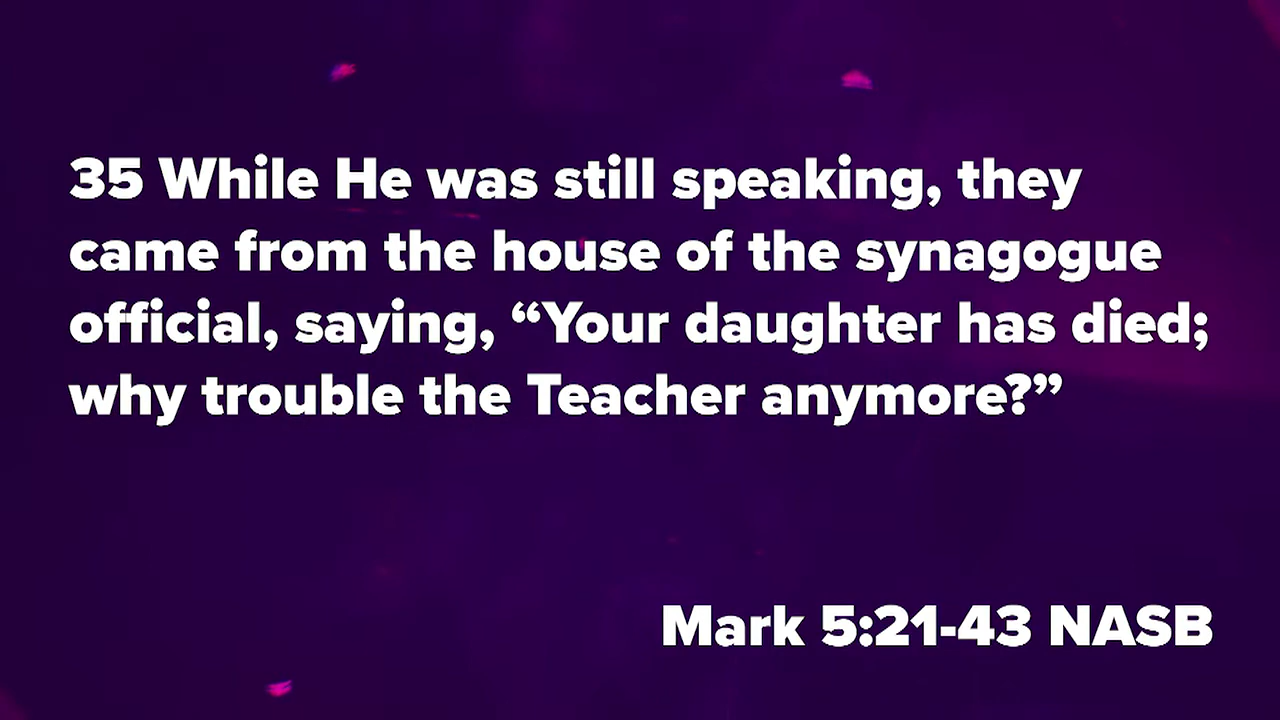 35 While He was still speaking, they
came from the house of the synagogue
official, saying, “Your daughter has died;
why trouble the Teacher anymore?”
Mark 5:21-43 NASB